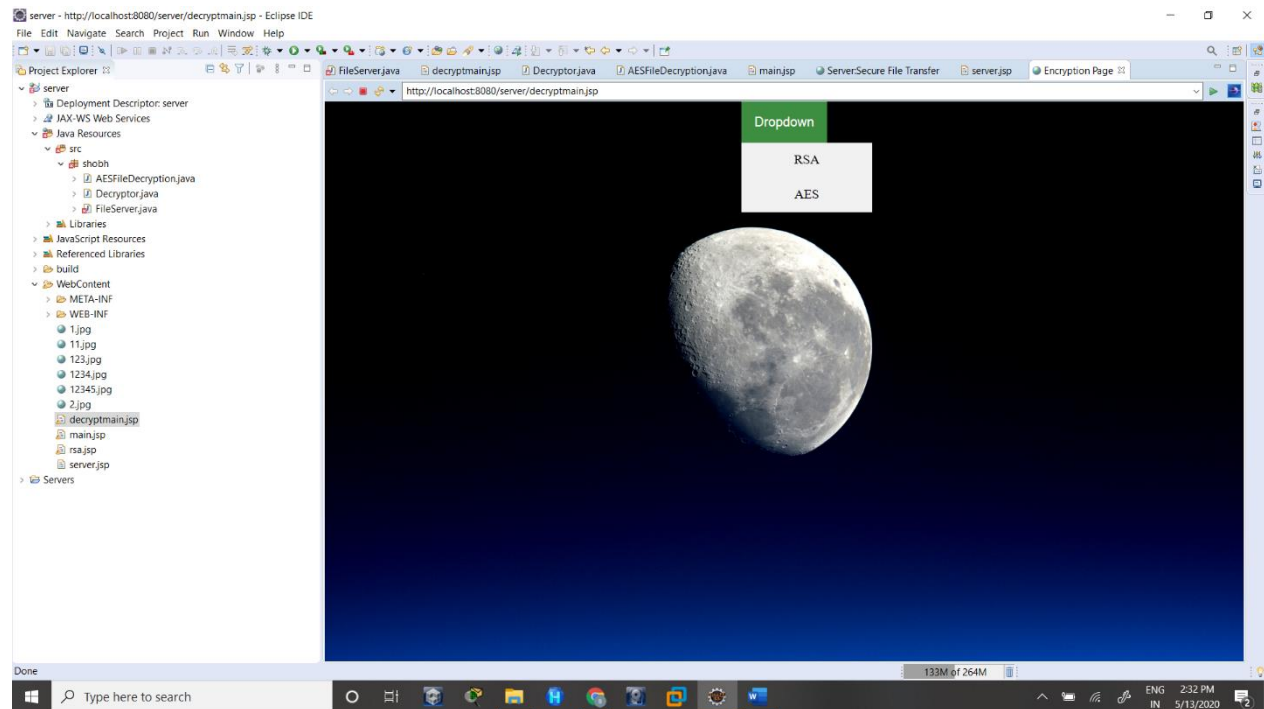 server - http://localhost:8080/server/decryptmain.jsp - Eclipse IDE
File Edit Navigate Search Project Run Window Help
Project Explorer
FileServer.java decryptmain.jsp Decryptor.java AESFileDecryption.java main.jsp Server:Secure File Transfer server.jsp Encryption Page
http://localhost:8080/server/decryptmain.jsp
server
Deployment Descriptor: server
JAX-WS Web Services
Java Resources
src
shobh
AESFileDecryption.java
Decryptor.java
FileServer.java
Libraries
JavaScript Resources
Referenced Libraries
build
WebContent
META-INF
WEB-INF
1.jpg
11.jpg
123.jpg
1234.jpg
12345.jpg
2.jpg
decryptmain.jsp
main.jsp
rsa.jsp
server.jsp
Servers
Dropdown
RSA
AES
Done
133M of 264M
Type here to search
ENG 2:32 PM
IN 5/13/2020